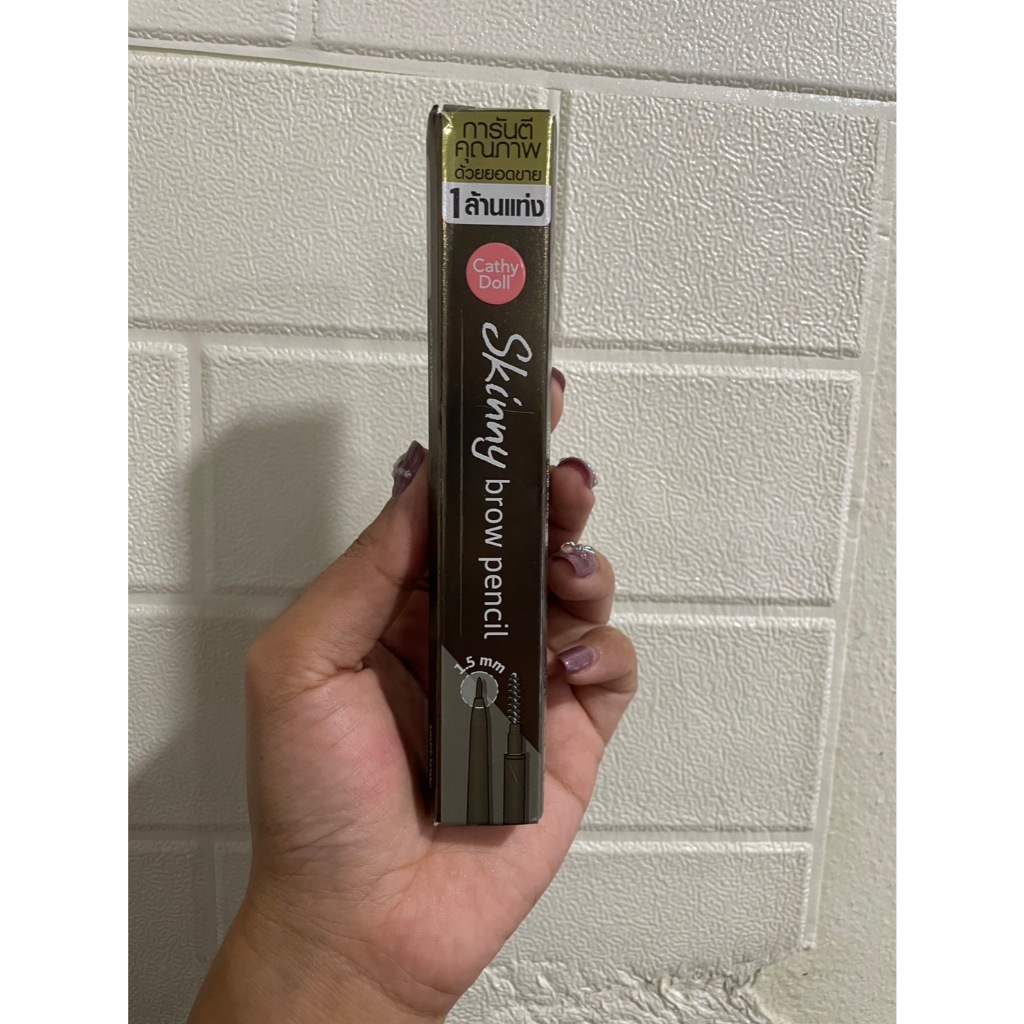 การันตี
คุณภาพ
ด้วยยอดขาย
1 ล้านแท่ง
Cathy
Doll
Skinny brow pencil
1.5 mm